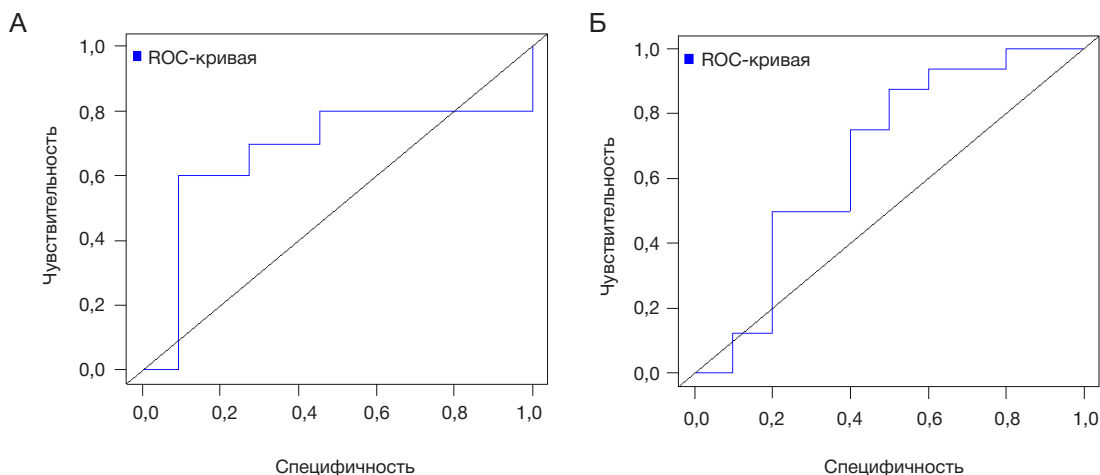 А
ROC-кривая
1,0
0,8
0,6
0,4
0,2
0,0
Чувствительность
0,0 0,2 0,4 0,6 0,8 1,0
Специфичность
Б
ROC-кривая
1,0
0,8
0,6
0,4
0,2
0,0
Чувствительность
0,0 0,2 0,4 0,6 0,8 1,0
Специфичность